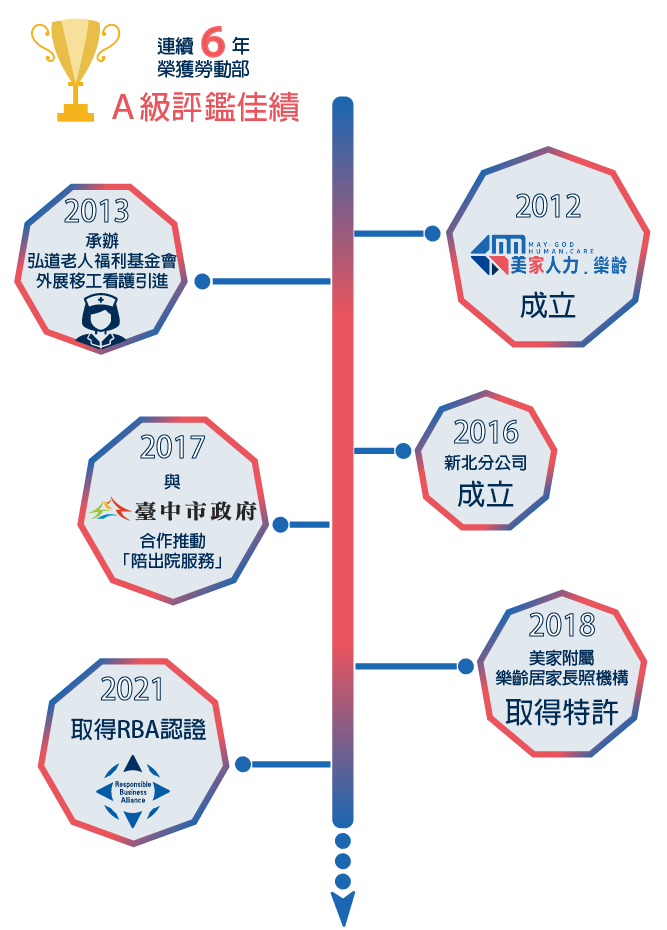 連續6年
榮獲勞動部
A級評鑑佳績
2012
MAY-GOD
HUMAN.CARE
美家人力.樂齡
成立
2013
承辦
弘道老人福利基金會
外展移工看護引進
2016
新北分公司
成立
2017
與
臺中市政府
合作推動
「陪出院服務」
2018
美家附屬
樂齡居家長照機構
取得特許
2021
取得RBA認證
Responsible
Business
Alliance